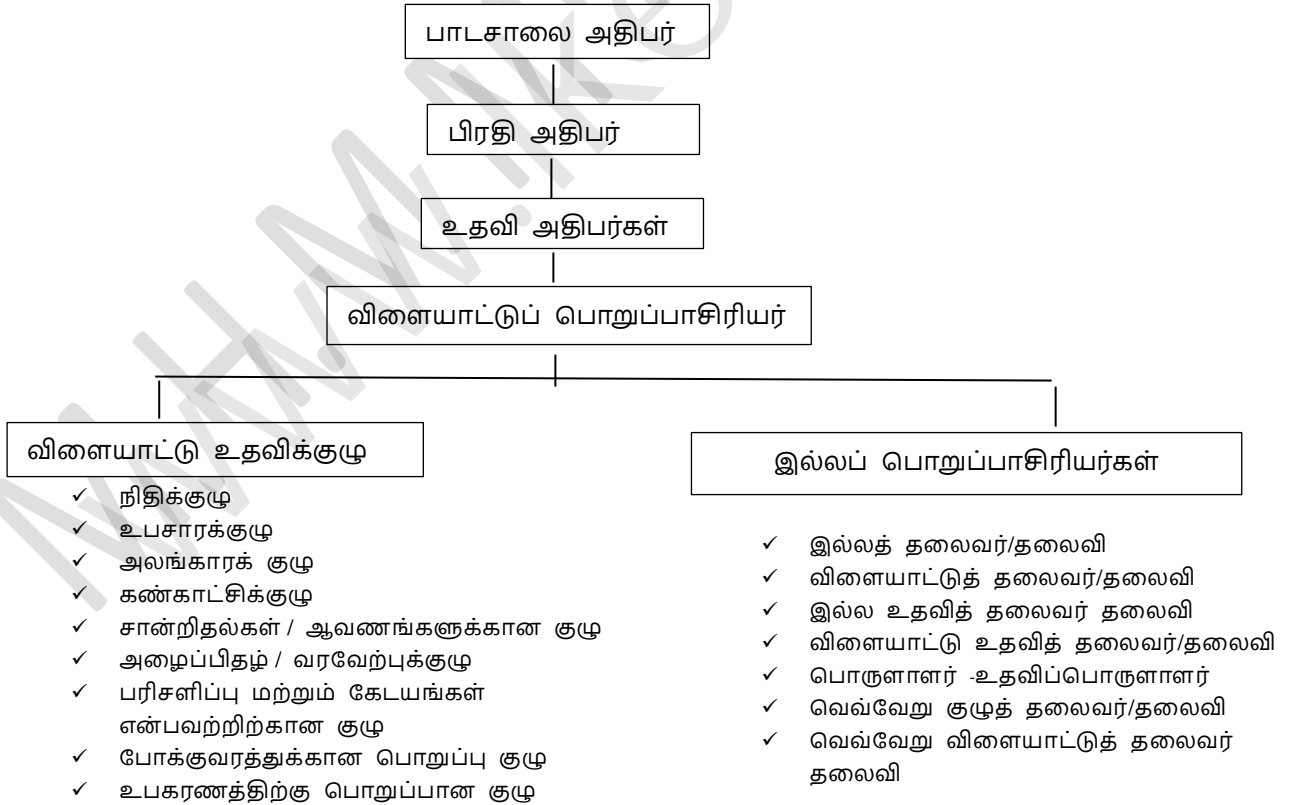 பாடசாலை அதிபர்
பிரதி அதிபர்
உதவி அதிபர்கள்
விளையாட்டுப் பொறுப்பாசிரியர்
விளையாட்டு உதவிக்குழு
✓ நிதிக்குழு
✓ உபசாரக்குழு
✓ அலங்காரக் குழு
✓ கண்காட்சிக்குழு
✓ சான்றிதல்கள் / ஆவணங்களுக்கான குழு
✓ அழைப்பிதழ் / வரவேற்புக்குழு
✓ பரிசளிப்பு மற்றும் கேடயங்கள்
என்பவற்றிற்கான குழு
✓ போக்குவரத்துக்கான பொறுப்பு குழு
✓ உபகரணத்திற்கு பொறுப்பான குழு
இல்லப் பொறுப்பாசிரியர்கள்
✓ இல்லத் தலைவர்/தலைவி
✓ விளையாட்டுத் தலைவர்/தலைவி
✓ இல்ல உதவித் தலைவர் தலைவி
✓ விளையாட்டு உதவித் தலைவர்/தலைவி
✓ பொருளாளர் -உதவிப்பொருளாளர்
✓ வெவ்வேறு குழுத் தலைவர்/தலைவி
✓ வெவ்வேறு விளையாட்டுத் தலைவர்
தலைவி